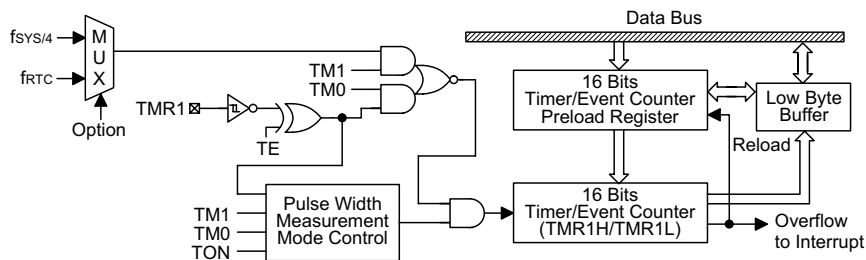 Data Bus
fSYS/4
fRTC
M
U
X
Option
TM1
TM0
TMR1
TE
16 Bits
Timer/Event Counter
Preload Register
Low Byte
Buffer
Reload
TM1
TM0
TON
Pulse Width
Measurement
Mode Control
16 Bits
Timer/Event Counter
(TMR1H/TMR1L)
Overflow
to Interrupt